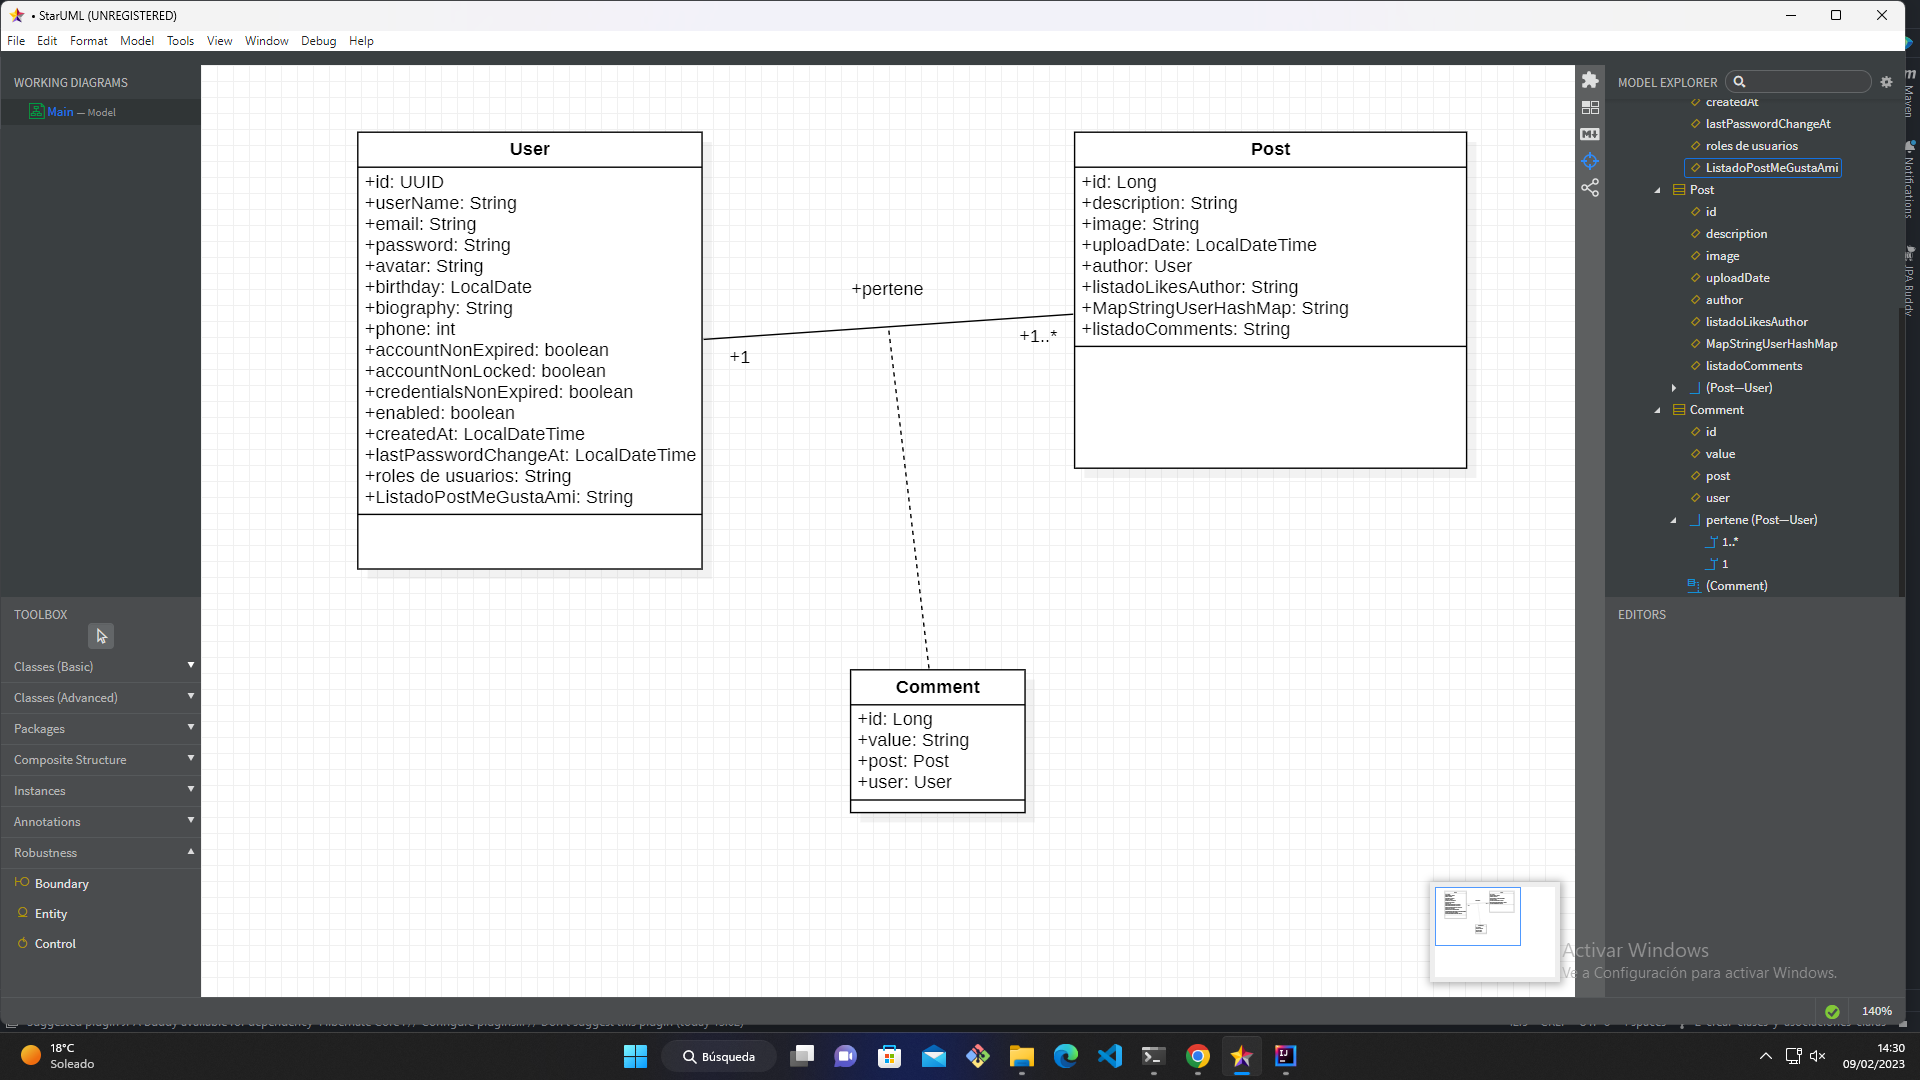 • StarUML (UNREGISTERED)
File Edit Format Model Tools View Window Debug Help
WORKING DIAGRAMS
Main — Model
TOOLBOX
Classes (Basic)
Classes (Advanced)
Packages
Composite Structure
Instances
Annotations
Robustness
Boundary
Entity
Control
User
+id: UUID
+userName: String
+email: String
+password: String
+avatar: String
+birthday: LocalDate
+biography: String
+phone: int
+accountNonExpired: boolean
+accountNonLocked: boolean
+credentialsNonExpired: boolean
+enabled: boolean
+createdAt: LocalDateTime
+lastPasswordChangeAt: LocalDateTime
+roles de usuarios: String
+ListadoPostMeGustaAmi: String
+pertene
+1
+1..*
Post
+id: Long
+description: String
+image: String
+uploadDate: LocalDateTime
+author: User
+listadoLikesAuthor: String
+MapStringUserHashMap: String
+listadoComments: String
Comment
+id: Long
+value: String
+post: Post
+user: User
MODEL EXPLORER
createdAt
lastPasswordChangeAt
roles de usuarios
ListadoPostMeGustaAmi
Post
id
description
image
uploadDate
author
listadoLikesAuthor
MapStringUserHashMap
listadoComments
(Post—User)
Comment
id
value
post
user
pertene (Post—User)
1..*
1
(Comment)
EDITORS
Maven
Notifications
JPA Buddy
Activar Windows
Ve a Configuración para activar Windows.
140%
18°C
Soleado
Búsqueda
14:30
09/02/2023